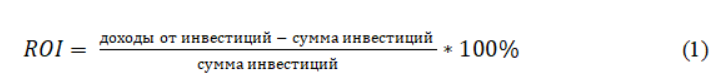 ROI = доходы от инвестиций − сумма инвестиций / сумма инвестиций * 100% (1)